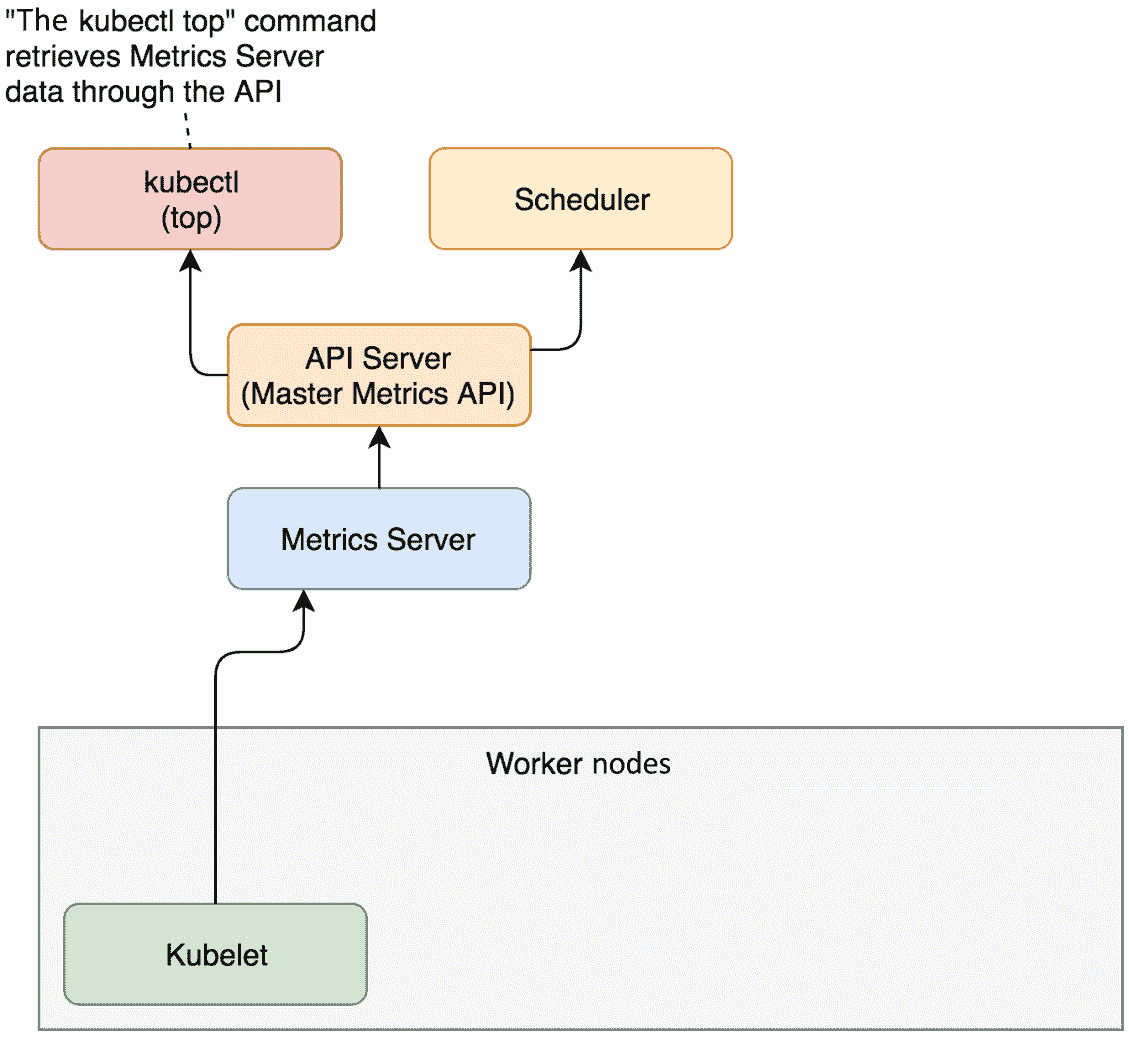 "The kubectl top" command
retrieves Metrics Server
data through the API
kubectl
(top)
Scheduler
API Server
(Master Metrics API)
Metrics Server
Worker nodes
Kubelet